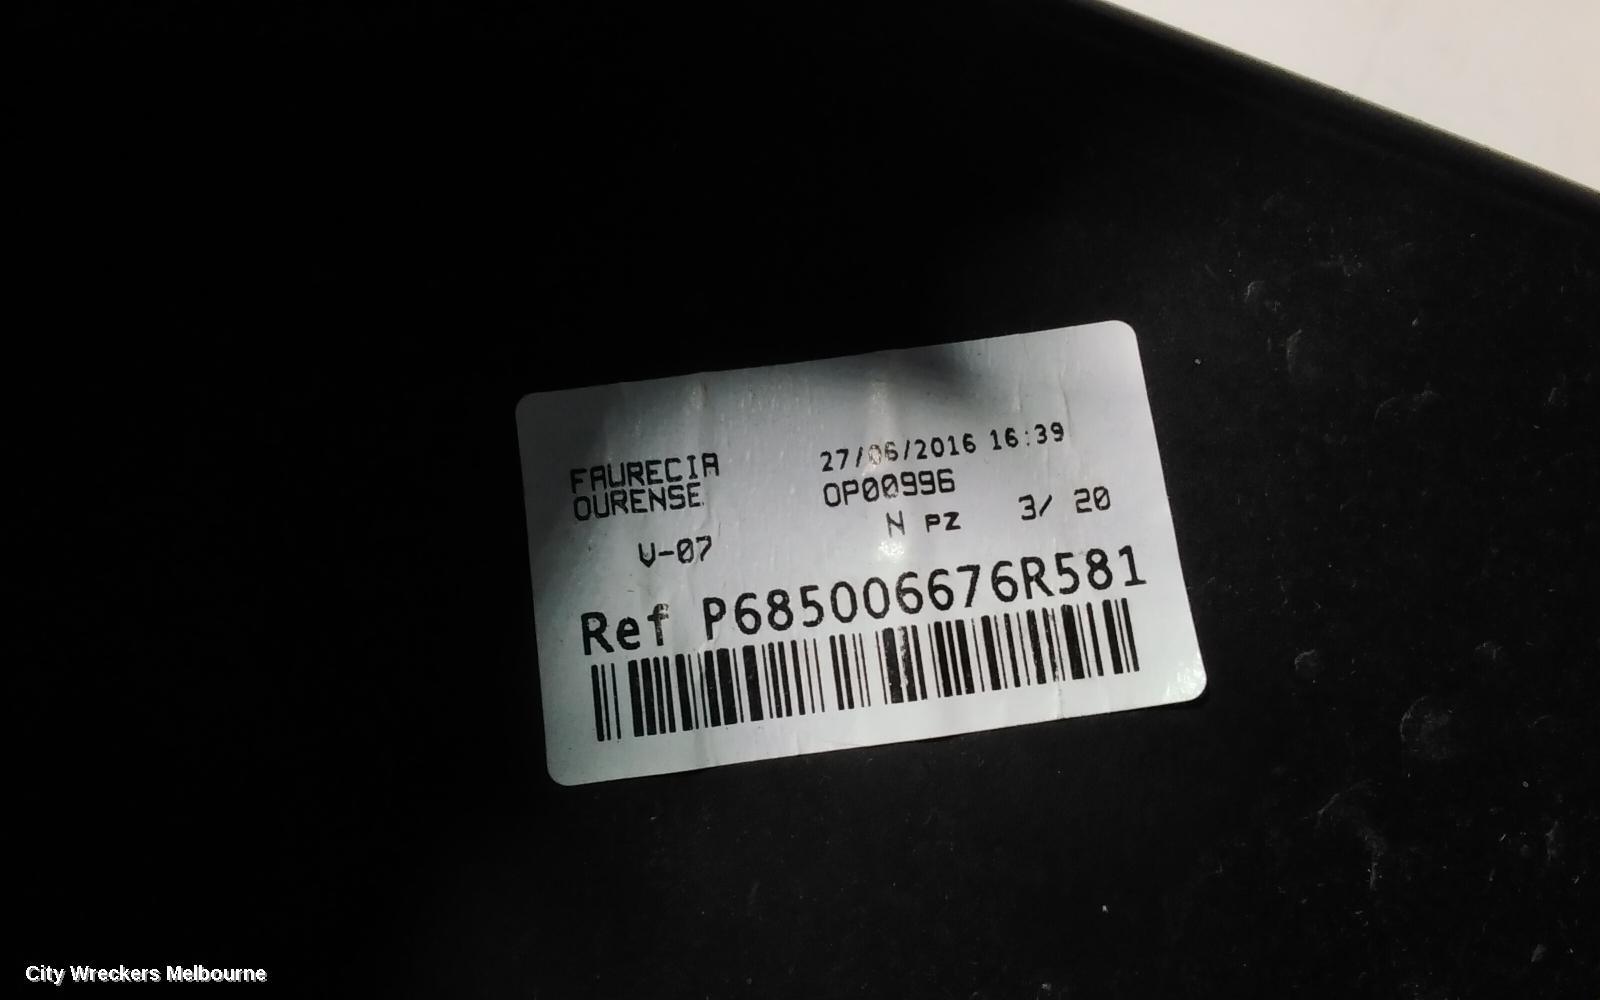 FAURECIA 27/06/2016 16:39
OURENSE OP00996
N PZ 3/ 20
V-07
Ref P685006676R581
City Wreckers Melbourne